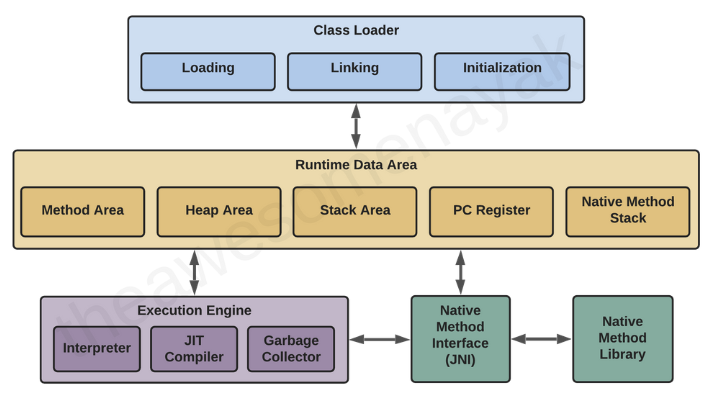 Class Loader
Loading
Linking
Initialization
Runtime Data Area
Method Area
Heap Area
Stack Area
PC Register
Native Method
Stack
Execution Engine
Interpreter
JIT
Compiler
Garbage
Collector
Native
Method
Interface
(JNI)
Native
Method
Library
theawesomenayak